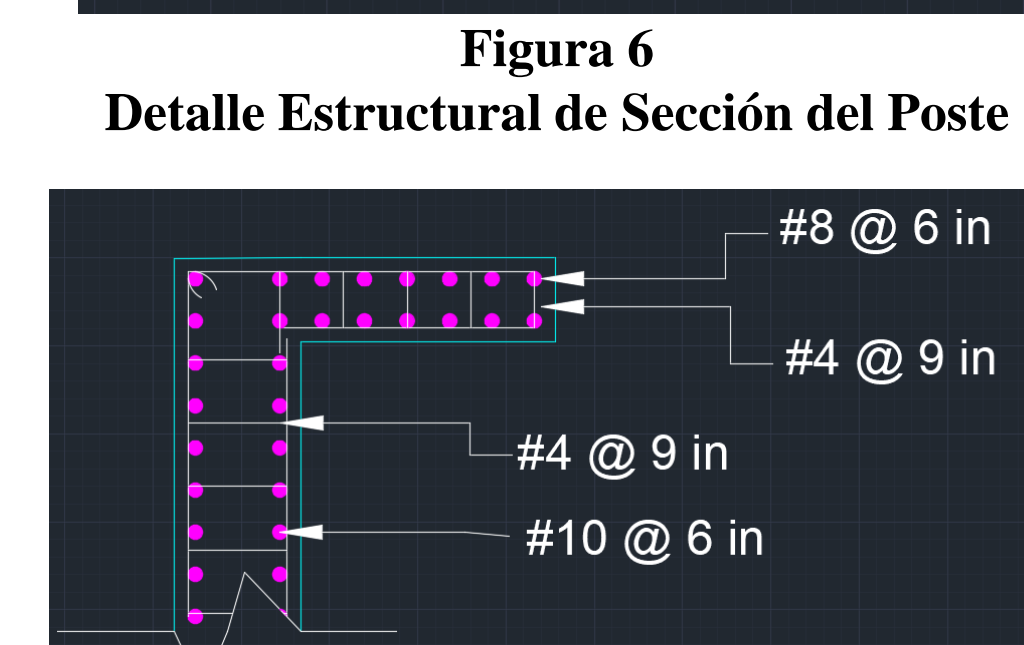 Figura 6
Detalle Estructural de Sección del Poste
#8 @ 6 in
#4 @ 9 in
#4 @ 9 in
#10 @ 6 in